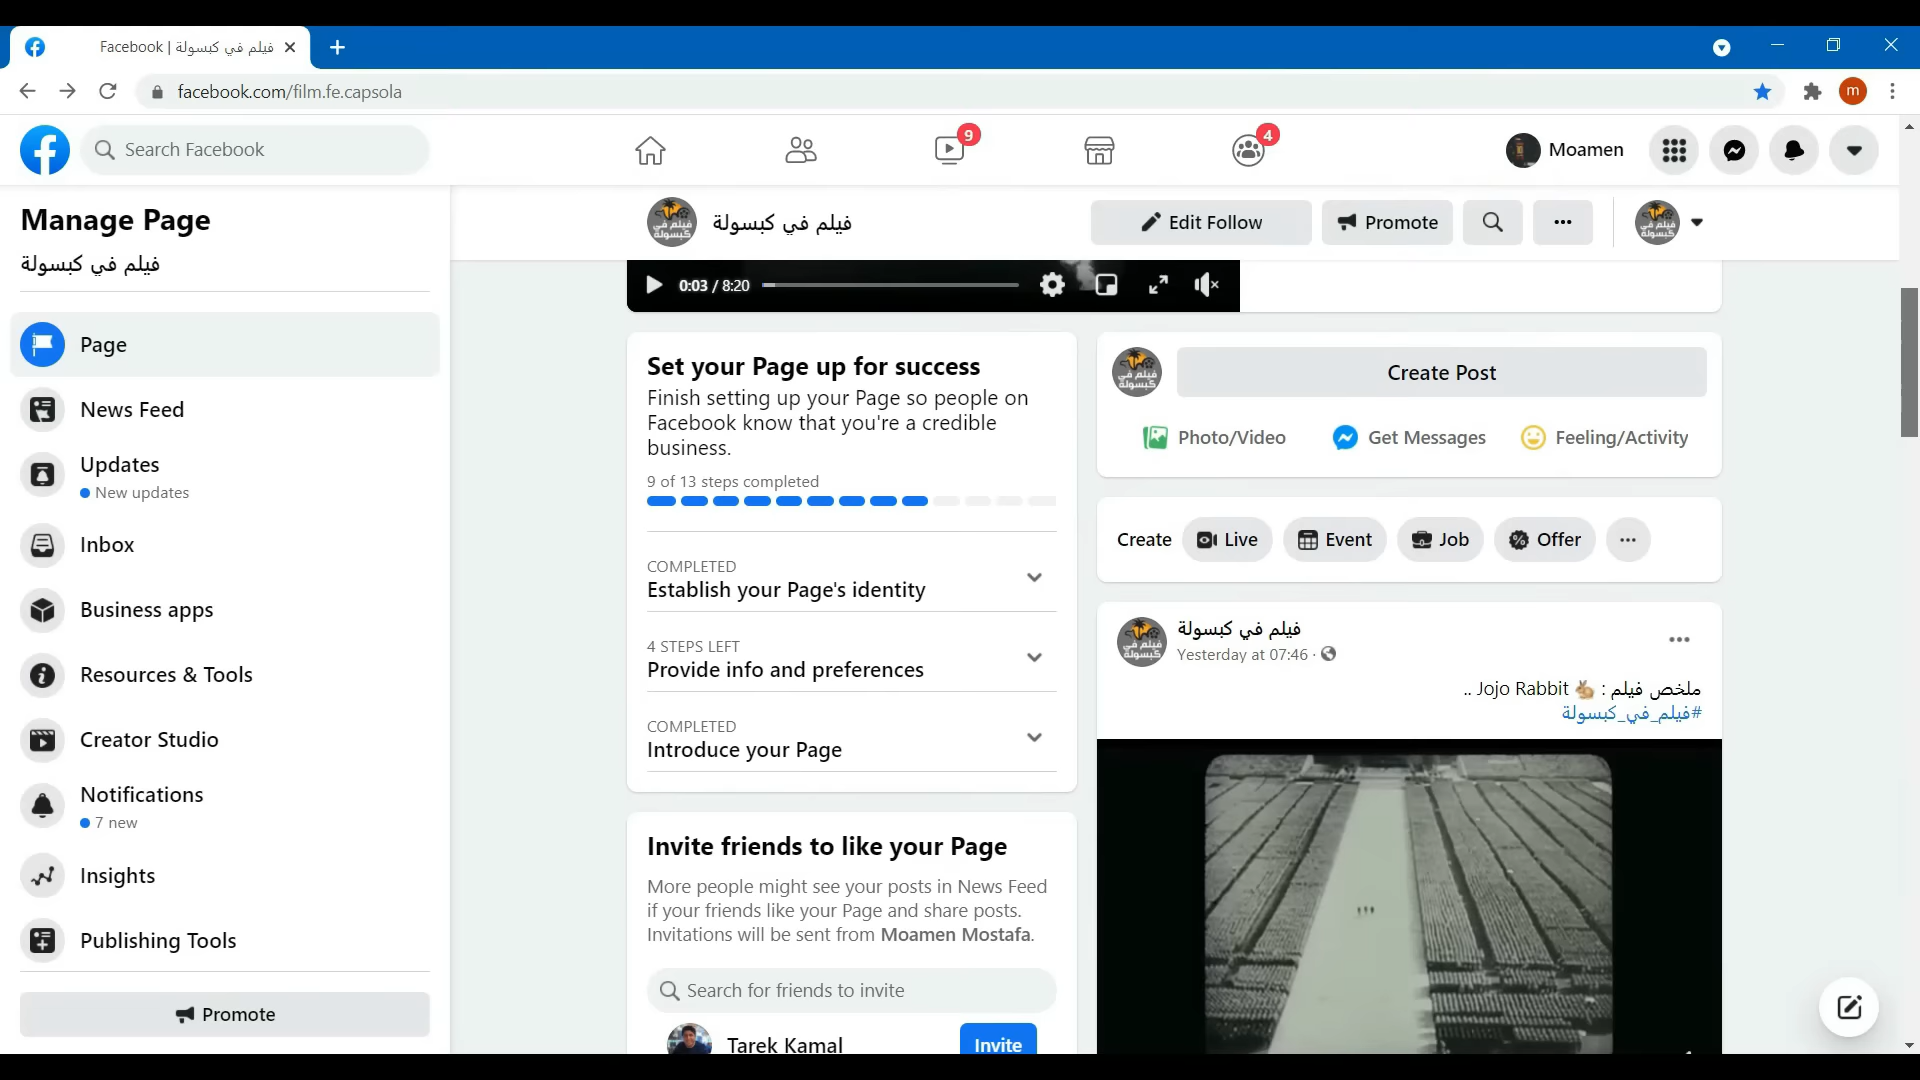 Facebook | فيلم في كبسولة
facebook.com/film.fe.capsola
m
Search Facebook
9
4
Moamen
Manage Page
فيلم في كبسولة
Page
News Feed
Updates
New updates
Inbox
Business apps
Resources & Tools
Creator Studio
Notifications
7 new
Insights
Publishing Tools
Promote
فيلم في كبسولة
Edit Follow
Promote
0:03 / 8:20
Set your Page up for success
Finish setting up your Page so people on
Facebook know that you're a credible
business.
9 of 13 steps completed
COMPLETED
Establish your Page's identity
4 STEPS LEFT
Provide info and preferences
COMPLETED
Introduce your Page
Invite friends to like your Page
More people might see your posts in News Feed
if your friends like your Page and share posts.
Invitations will be sent from Moamen Mostafa.
Search for friends to invite
Tarek Kamal
Invite
Create Post
Photo/Video
Get Messages
Feeling/Activity
Create
Live
Event
Job
Offer
فيلم في كبسولة
Yesterday at 07:46 ·
ملخص فيلم : 🐇 Jojo Rabbit ..
#فيلم_في_كبسولة